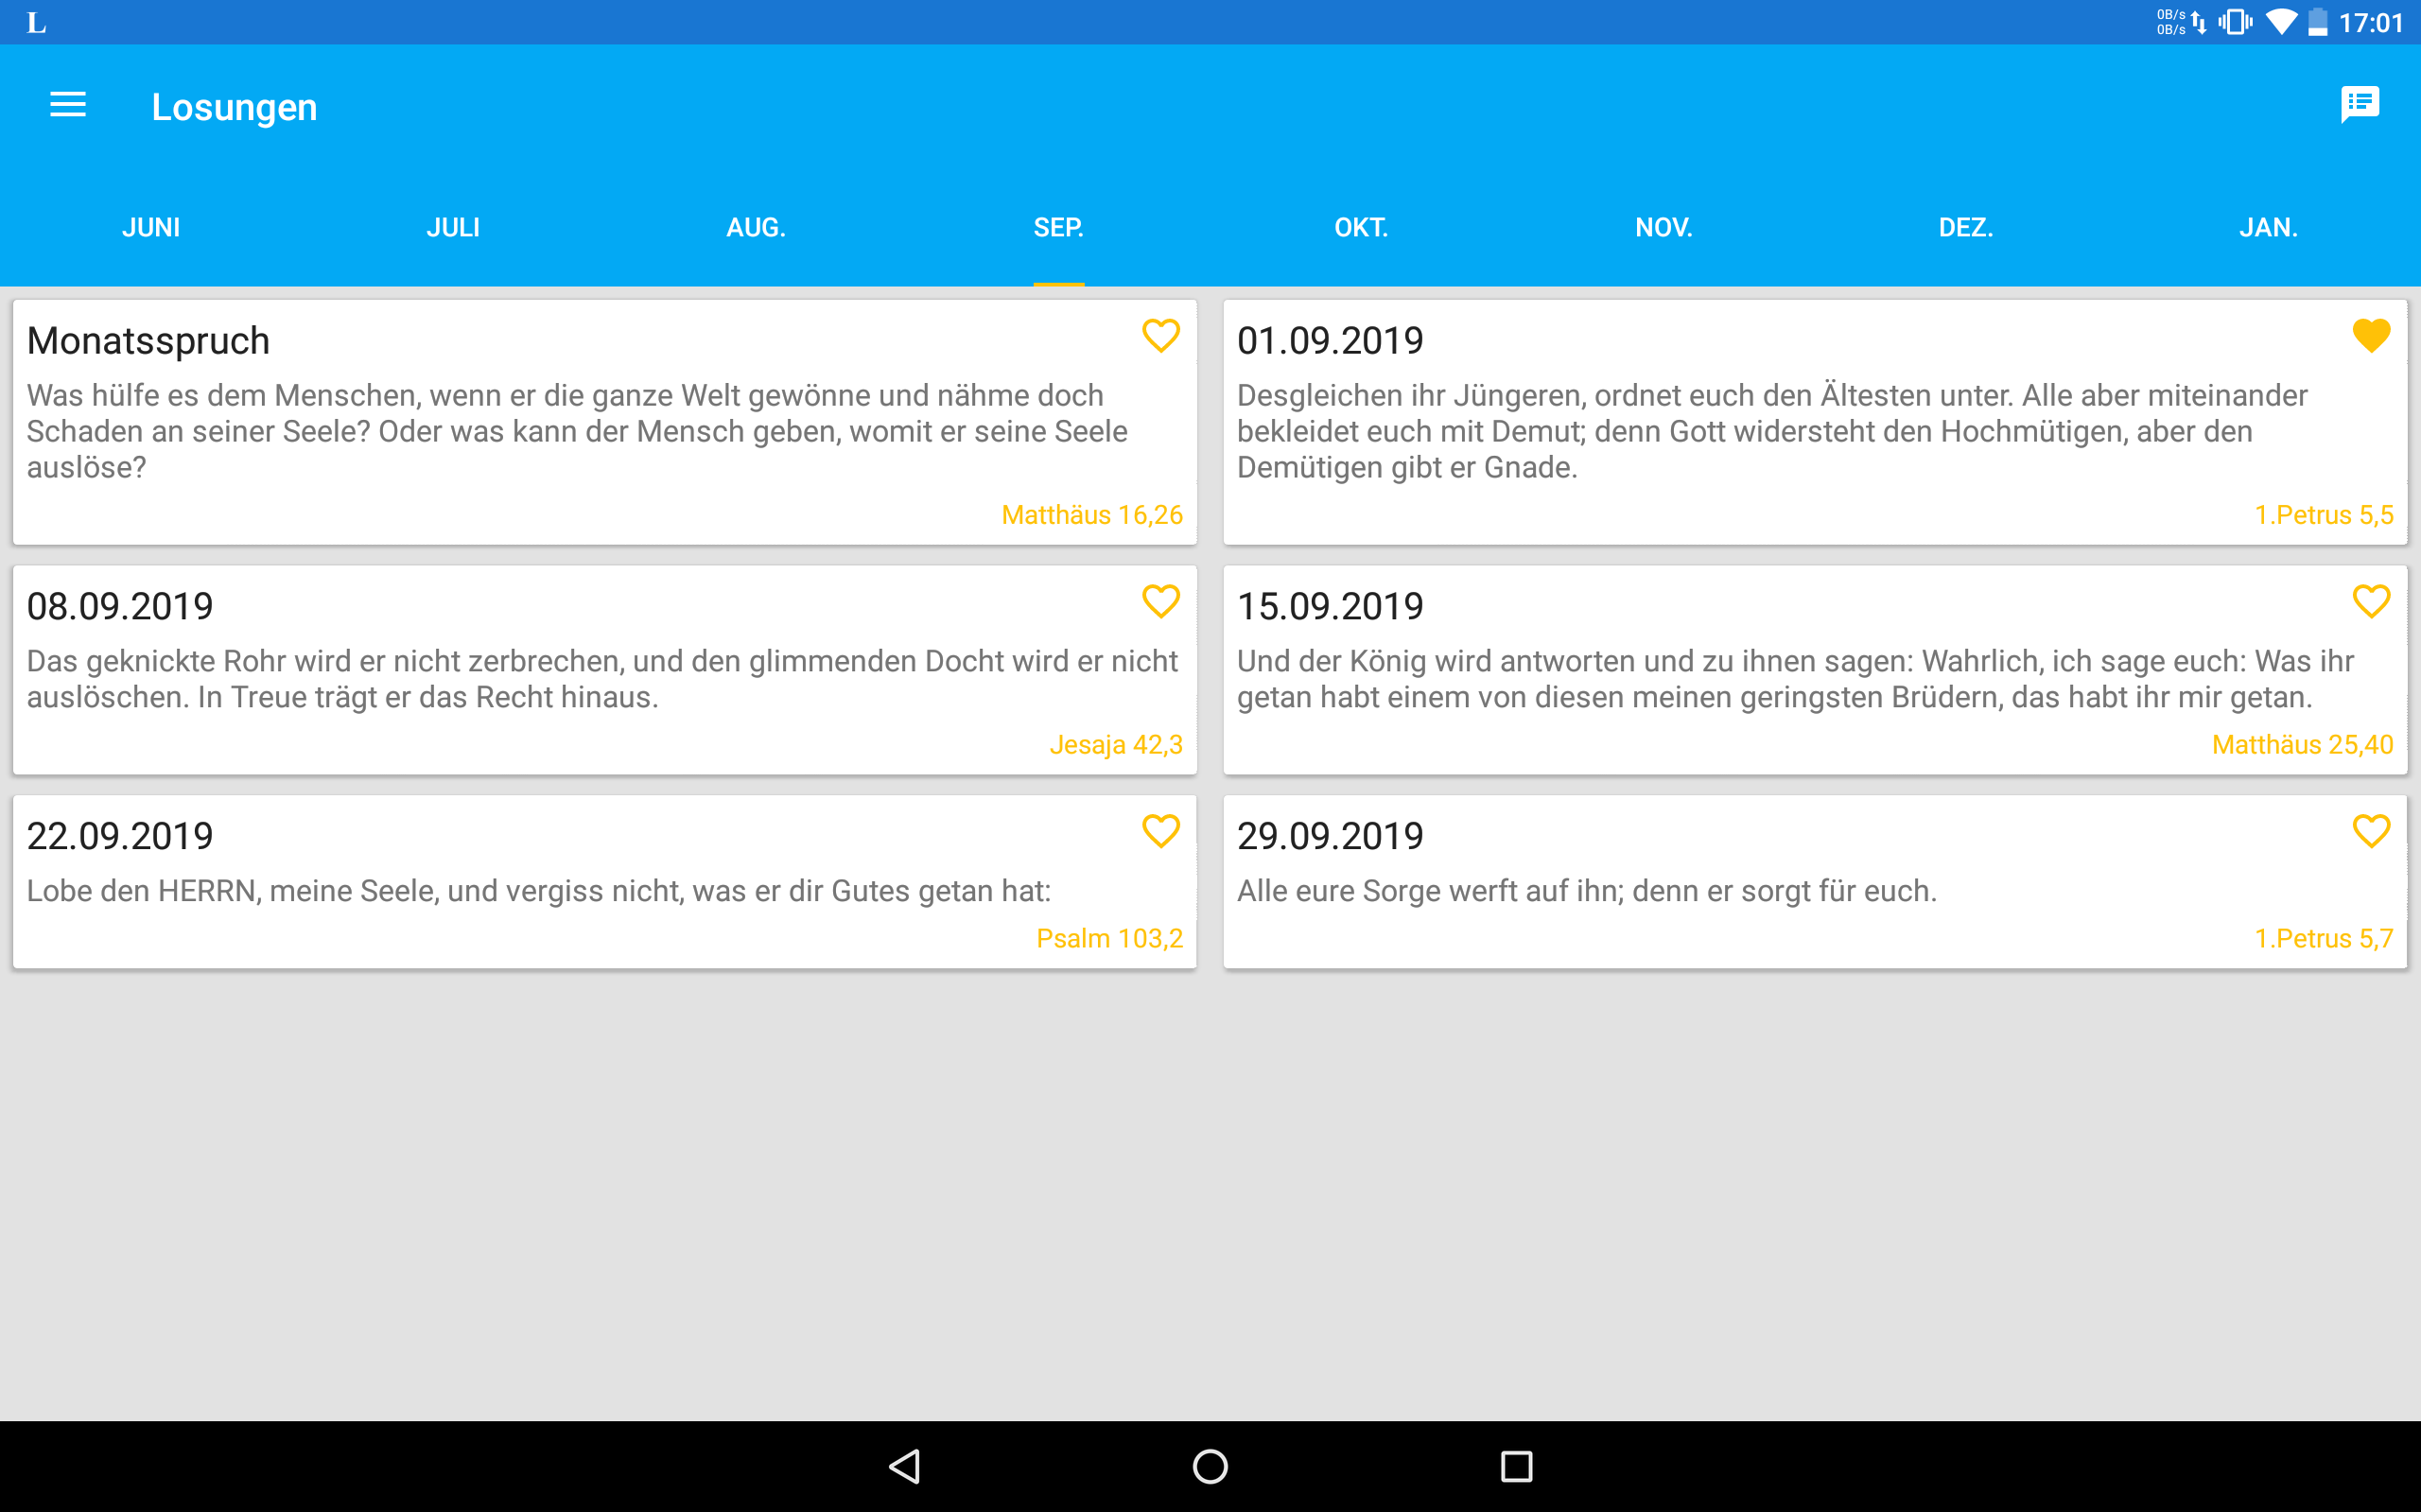 L
0B/s
0B/s
17:01
Losungen
JUNI
JULI
AUG.
SEP.
OKT.
NOV.
DEZ.
JAN.
Monatsspruch
Was hülfe es dem Menschen, wenn er die ganze Welt gewönne und nähme doch
Schaden an seiner Seele? Oder was kann der Mensch geben, womit er seine Seele
auslöse?
Matthäus 16,26
01.09.2019
Desgleichen ihr Jüngeren, ordnet euch den Ältesten unter. Alle aber miteinander
bekleidet euch mit Demut; denn Gott widersteht den Hochmütigen, aber den
Demütigen gibt er Gnade.
1.Petrus 5,5
08.09.2019
Das geknickte Rohr wird er nicht zerbrechen, und den glimmenden Docht wird er nicht
auslöschen. In Treue trägt er das Recht hinaus.
Jesaja 42,3
15.09.2019
Und der König wird antworten und zu ihnen sagen: Wahrlich, ich sage euch: Was ihr
getan habt einem von diesen meinen geringsten Brüdern, das habt ihr mir getan.
Matthäus 25,40
22.09.2019
Lobe den HERRN, meine Seele, und vergiss nicht, was er dir Gutes getan hat:
Psalm 103,2
29.09.2019
Alle eure Sorge werft auf ihn; denn er sorgt für euch.
1.Petrus 5,7